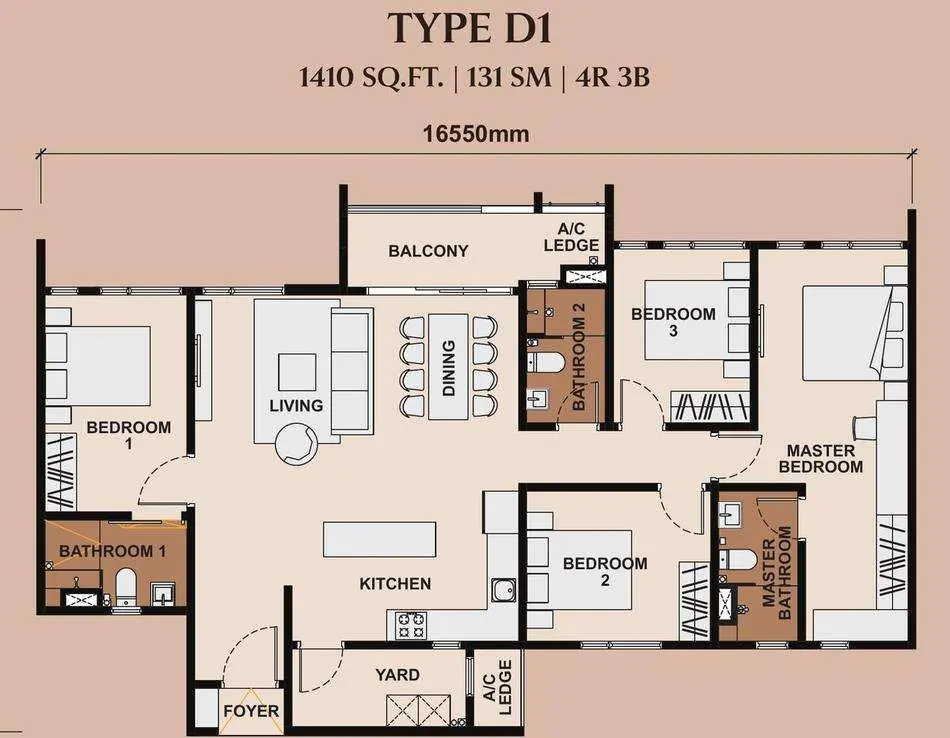 TYPE D1
1410 SQ.FT. | 131 SM | 4R 3B
16550mm
BALCONY
A/C
LEDGE
BEDROOM
1
LIVING
DINING
BATHROOM 2
BEDROOM
3
MASTER
BEDROOM
BATHROOM 1
KITCHEN
BEDROOM
2
MASTER
BATHROOM
YARD
A/C
LEDGE
FOYER